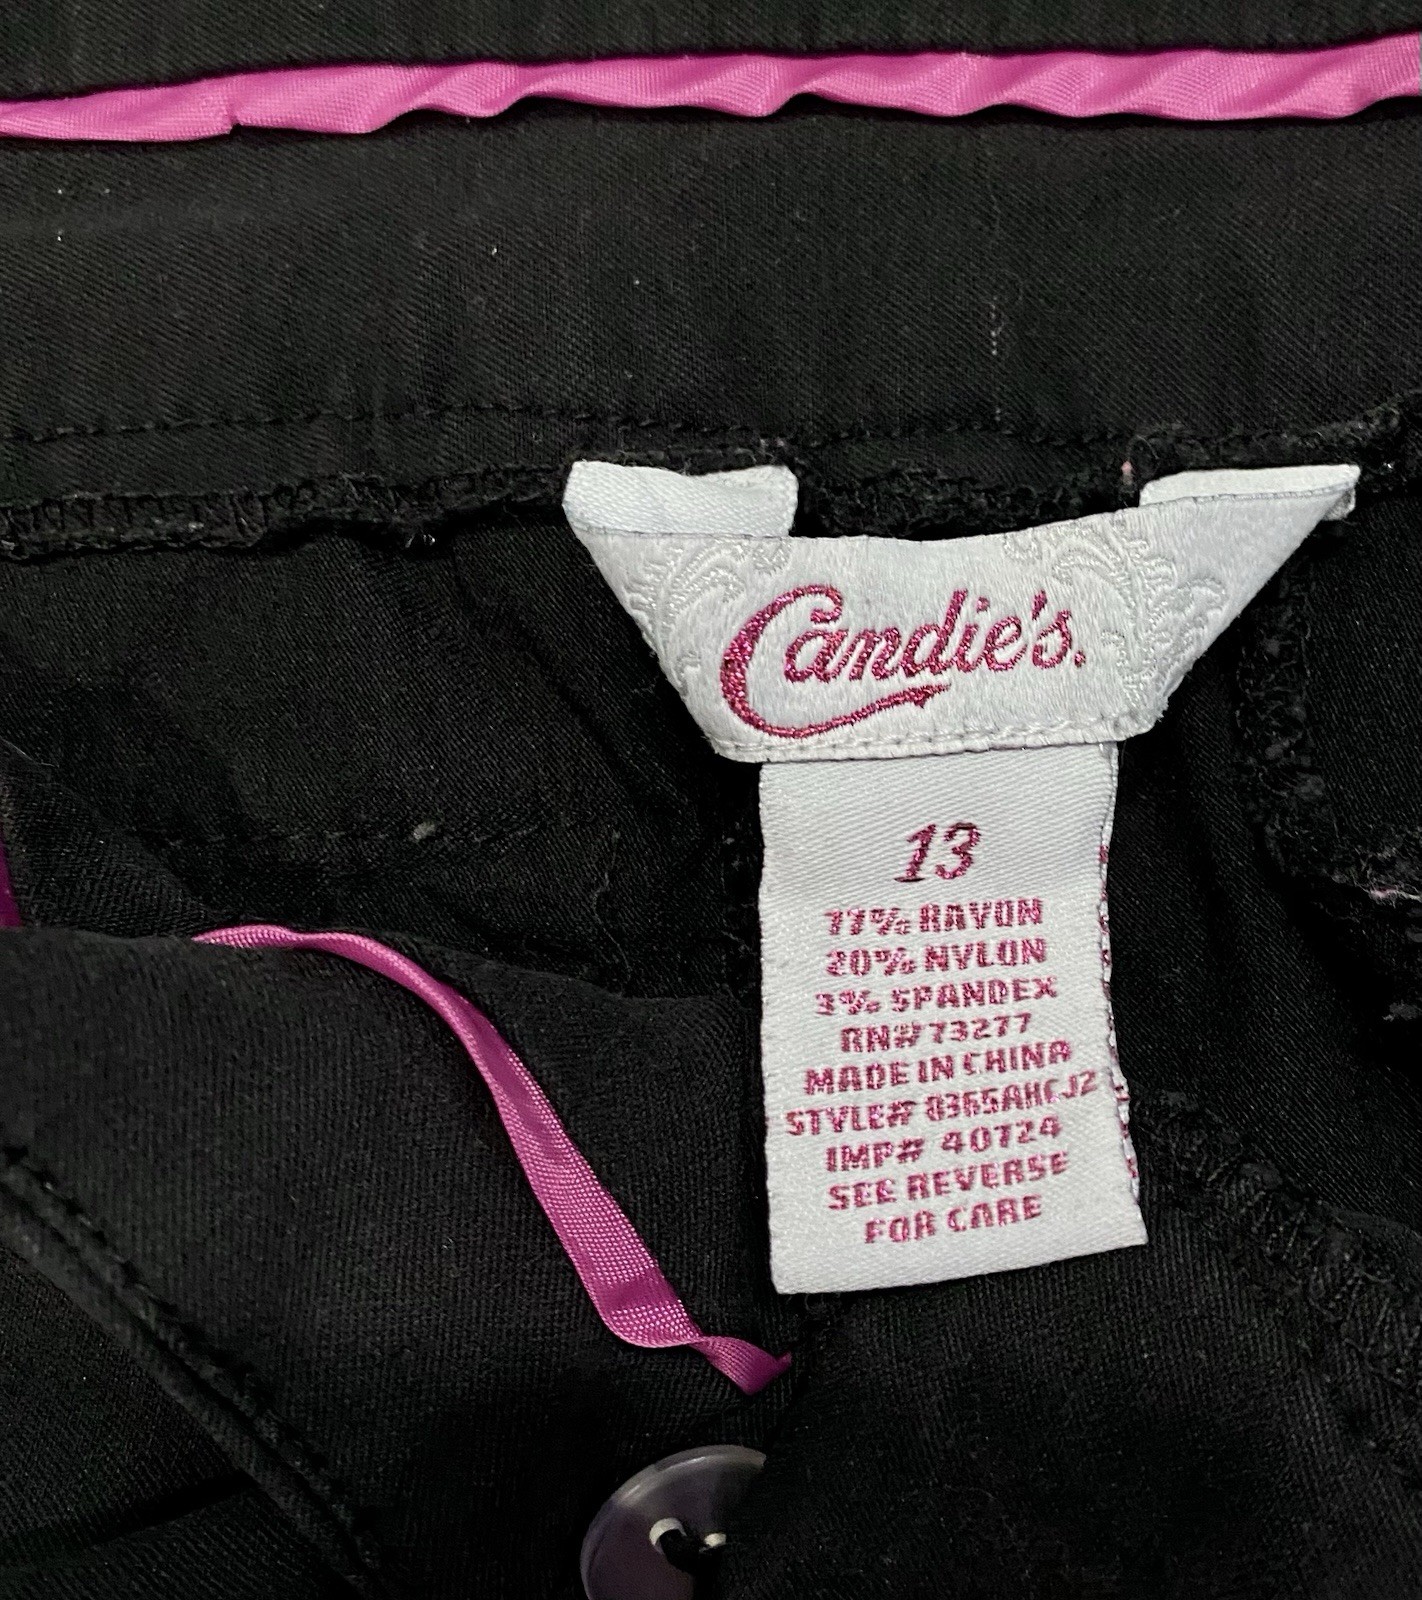 Candie's.
13
77% RAYON
20% NYLON
3% SPANDEX
RN# 73277
MADE IN CHINA
STYLE# 8365AHCJ2
IMP# 40724
SEE REVERSE
FOR CARE